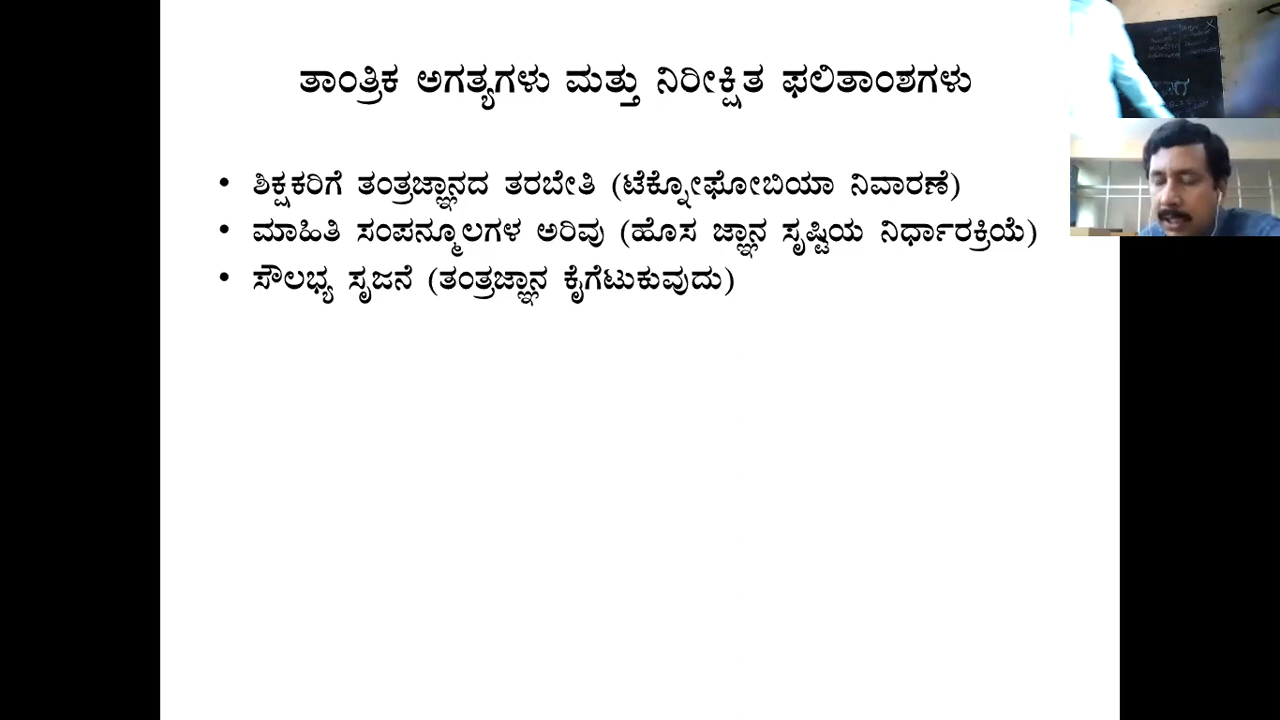 ತಾಂತ್ರಿಕ ಅಗತ್ಯಗಳು ಮತ್ತು ನಿರೀಕ್ಷಿತ ಫಲಿತಾಂಶಗಳು
• ಶಿಕ್ಷಕರಿಗೆ ತಂತ್ರಜ್ಞಾನದ ತರಬೇತಿ (ಟೆಕ್ನೋಫೋಬಿಯಾ ನಿವಾರಣೆ)
• ಮಾಹಿತಿ ಸಂಪನ್ಮೂಲಗಳ ಅರಿವು (ಹೊಸ ಜ್ಞಾನ ಸೃಷ್ಟಿಯ ನಿರ್ಧಾರಕ್ರಿಯೆ)
• ಸೌಲಭ್ಯ ಸೃಜನೆ (ತಂತ್ರಜ್ಞಾನ ಕೈಗೆಟುಕುವುದು)